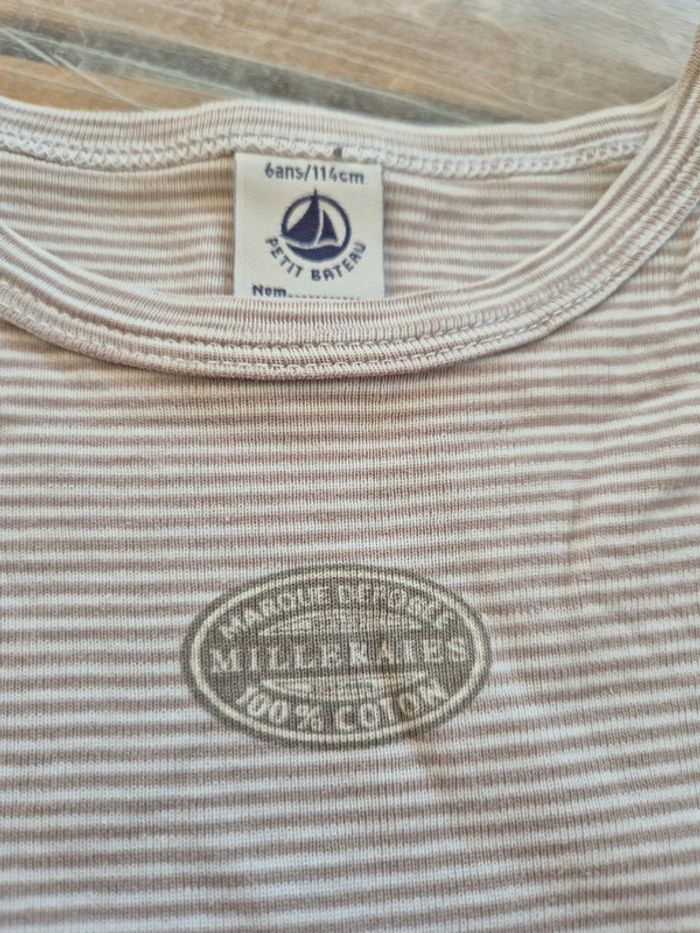 6ans/114cm
PETIT BATEAU
Nom..............
MARQUE DEPOSEE
MILLERAIES
100% COTON